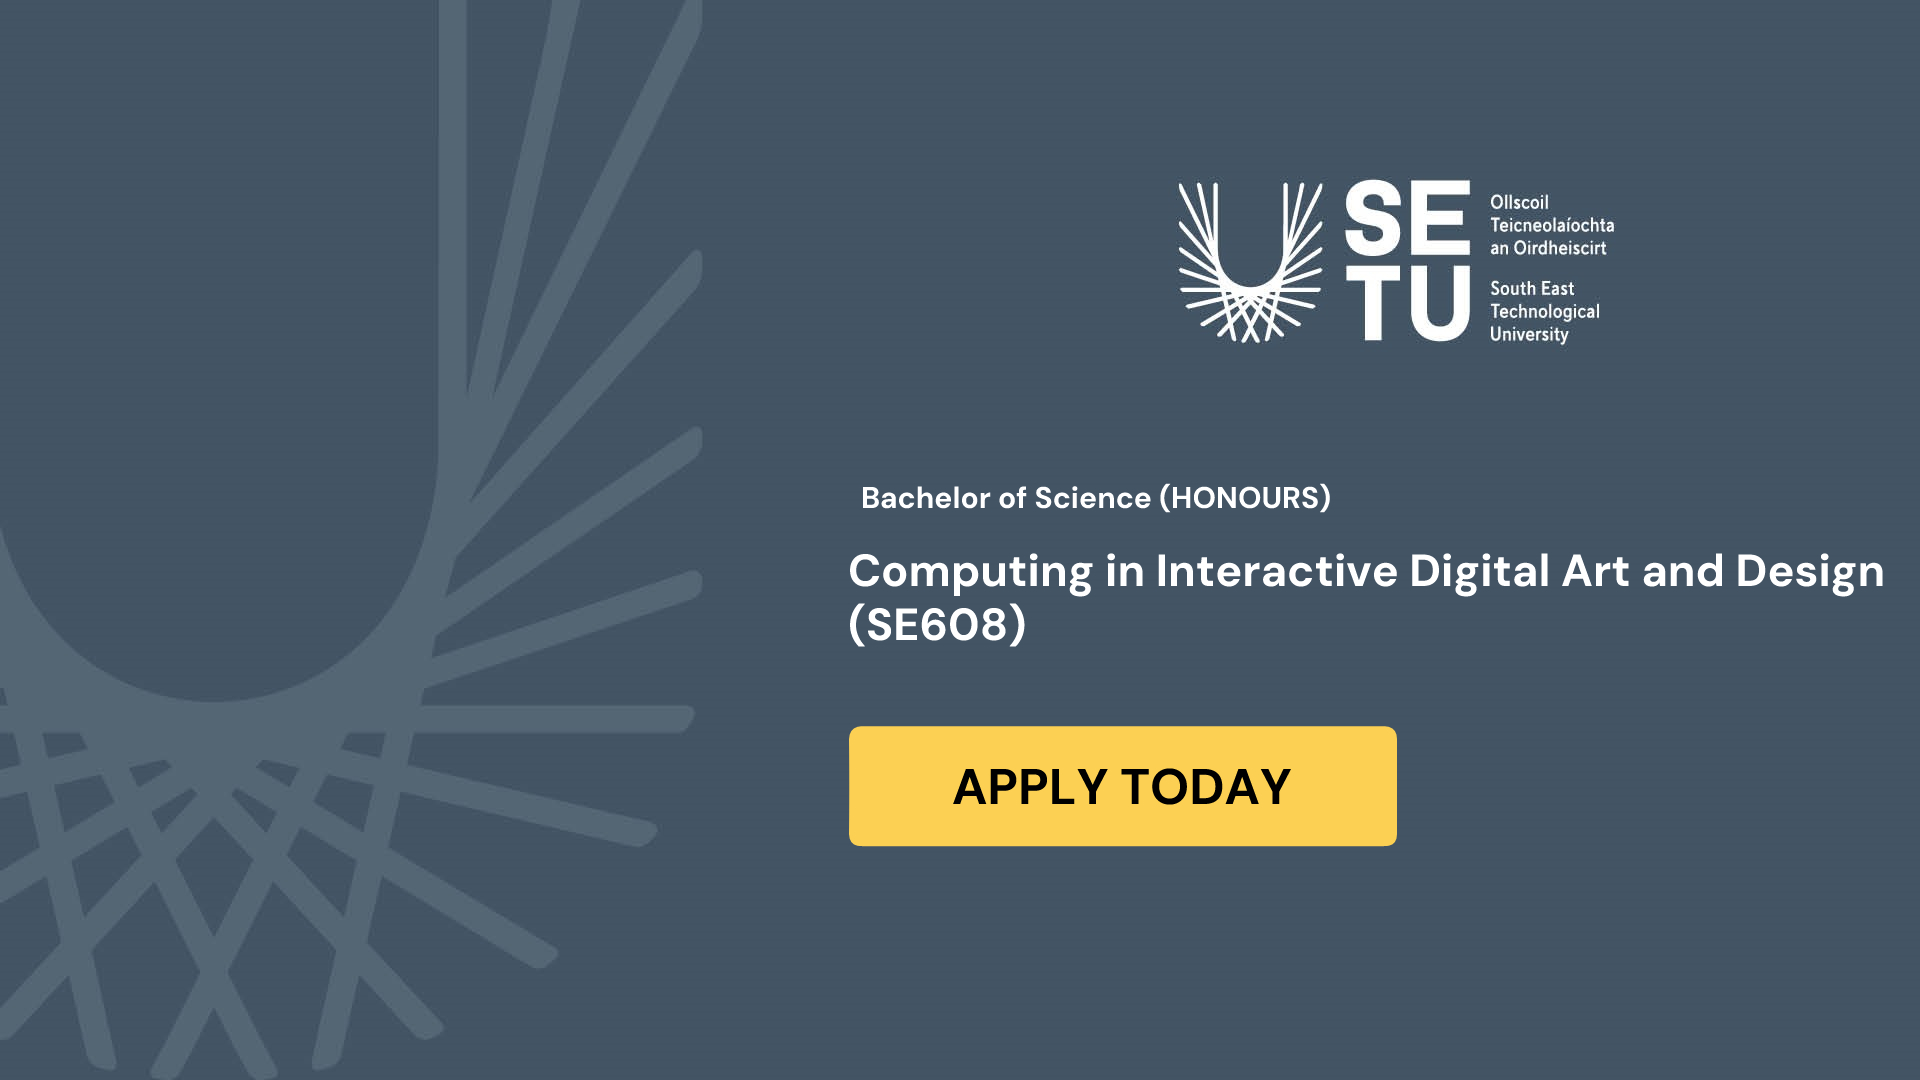 SE
TU
Ollscoil
Teicneolaíochta
an Oirdheiscirt
South East
Technological
University
Bachelor of Science (HONOURS)
Computing in Interactive Digital Art and Design
(SE608)
APPLY TODAY